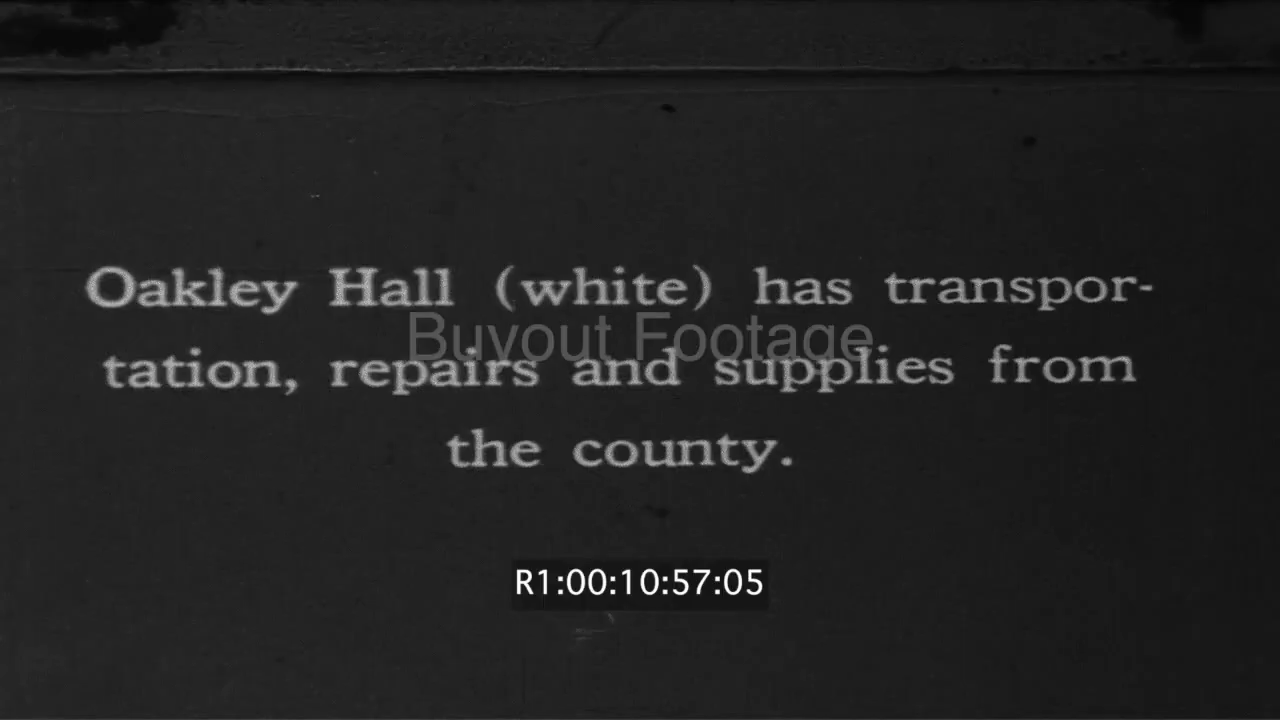 Oakley Hall (white) has transpor-
Buyout Footage
tation, repairs and supplies from
the county.
R1:00:10:57:05